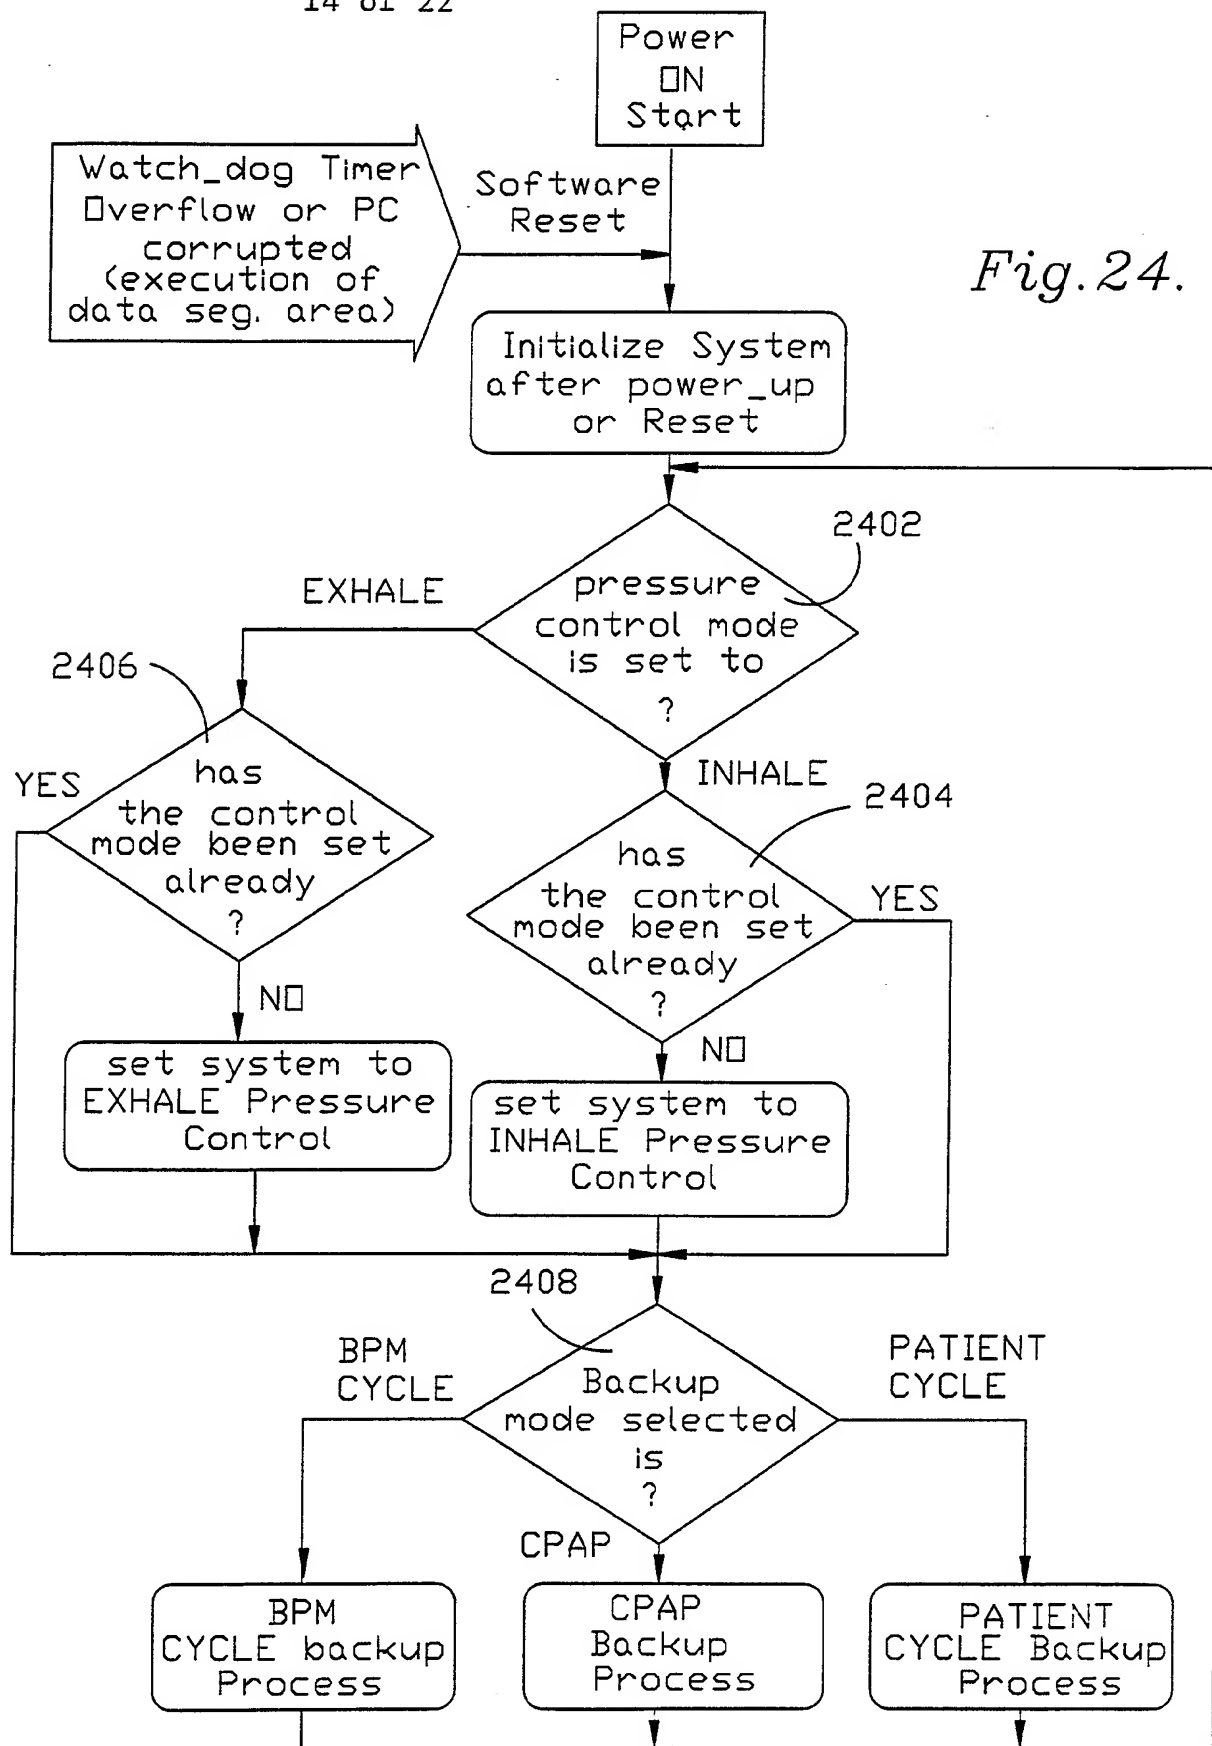 14 of 22
Power
ON
Start
Watch_dog Timer
Overflow or PC
corrupted
(execution of
data seg. area)
Software
Reset
Fig.24.
Initialize System
after power_up
or Reset
2402
EXHALE
pressure
control mode
is set to
?
2406
INHALE
YES
has
the control
mode been set
already
?
2404
has
the control
mode been set
already
?
YES
NO
NO
set system to
EXHALE Pressure
Control
set system to
INHALE Pressure
Control
2408
BPM
CYCLE
Backup
mode selected
is
?
PATIENT
CYCLE
CPAP
BPM
CYCLE backup
Process
CPAP
Backup
Process
PATIENT
CYCLE Backup
Process